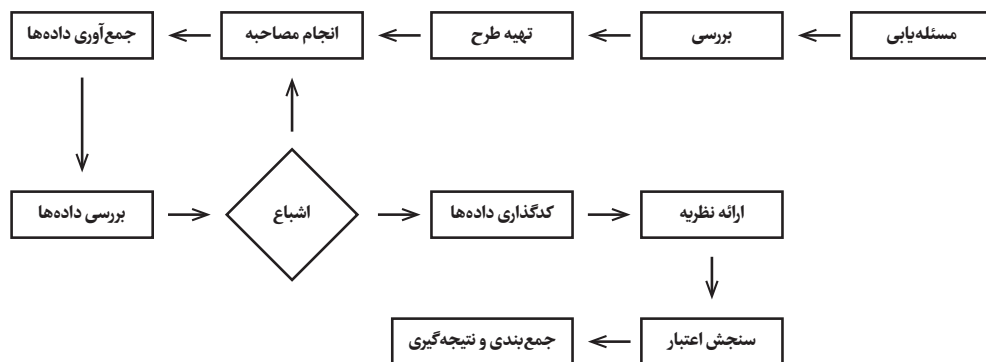 مسئله‌یابی
بررسی
تهیه طرح
انجام مصاحبه
جمع‌آوری داده‌ها
بررسی داده‌ها
اشباع
کدگذاری داده‌ها
ارائه نظریه
سنجش اعتبار
جمع‌بندی و نتیجه‌گیری